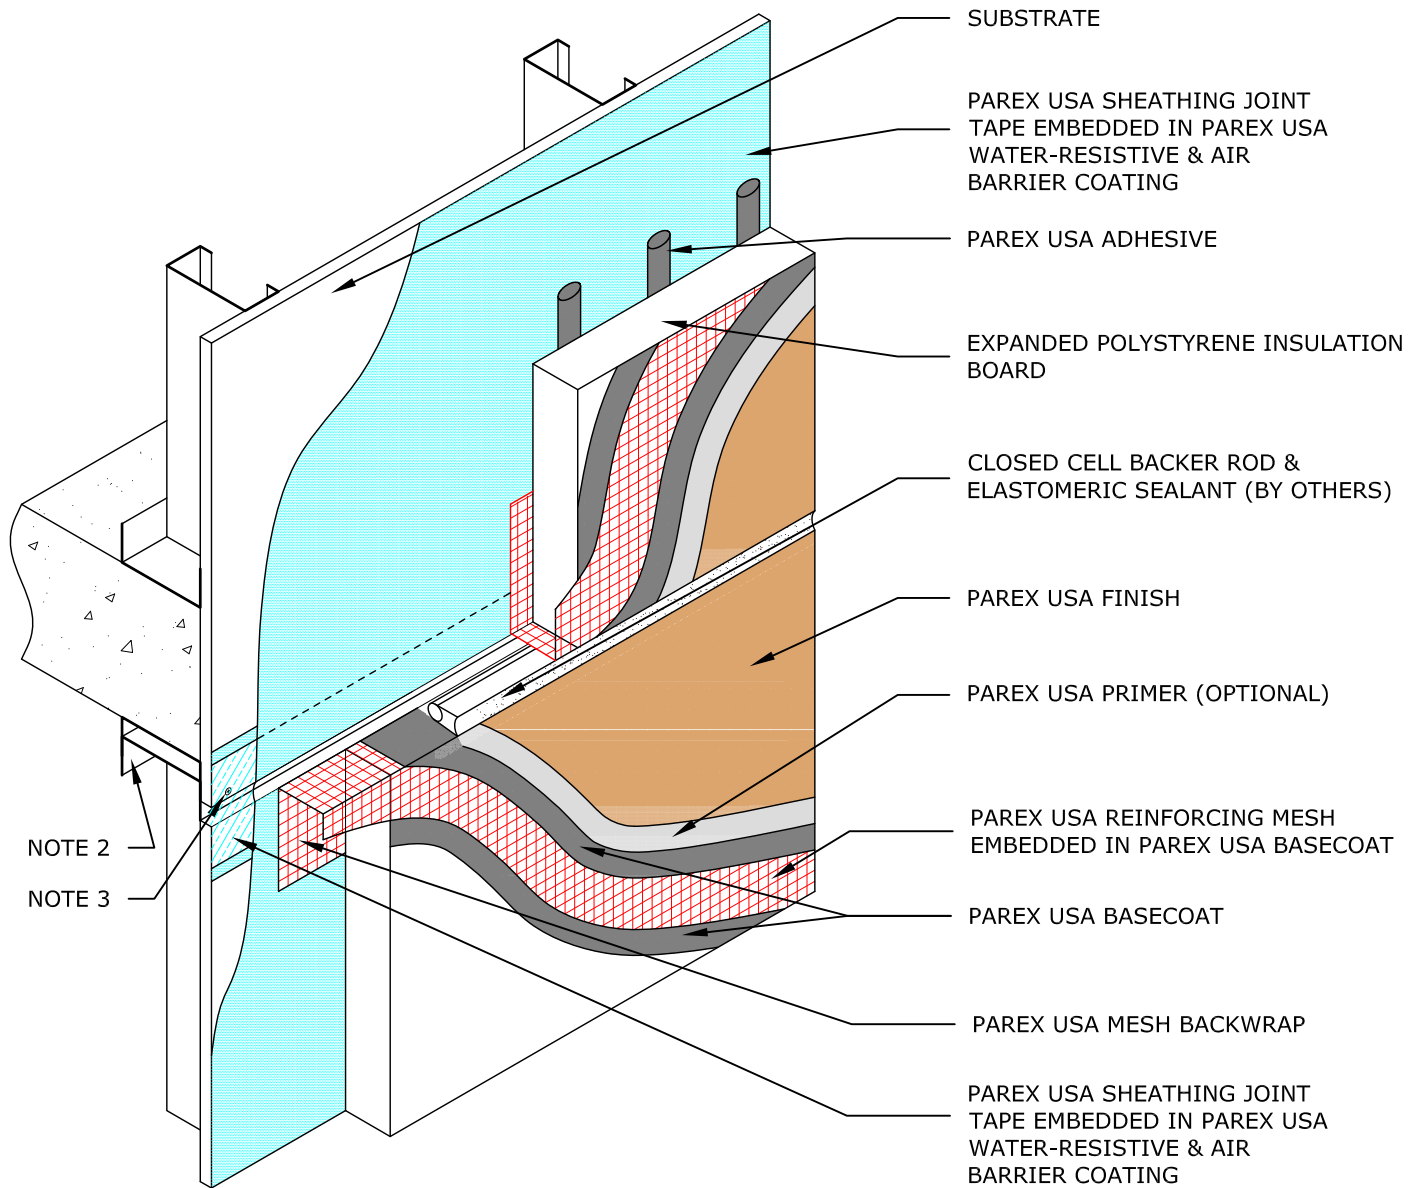 SUBSTRATE
PAREX USA SHEATHING JOINT
TAPE EMBEDDED IN PAREX USA
WATER-RESISTIVE & AIR
BARRIER COATING
PAREX USA ADHESIVE
EXPANDED POLYSTYRENE INSULATION
BOARD
CLOSED CELL BACKER ROD &
ELASTOMERIC SEALANT (BY OTHERS)
PAREX USA FINISH
PAREX USA PRIMER (OPTIONAL)
PAREX USA REINFORCING MESH
EMBEDDED IN PAREX USA BASECOAT
NOTE 2
NOTE 3
PAREX USA BASECOAT
PAREX USA MESH BACKWRAP
PAREX USA SHEATHING JOINT
TAPE EMBEDDED IN PAREX USA
WATER-RESISTIVE & AIR
BARRIER COATING